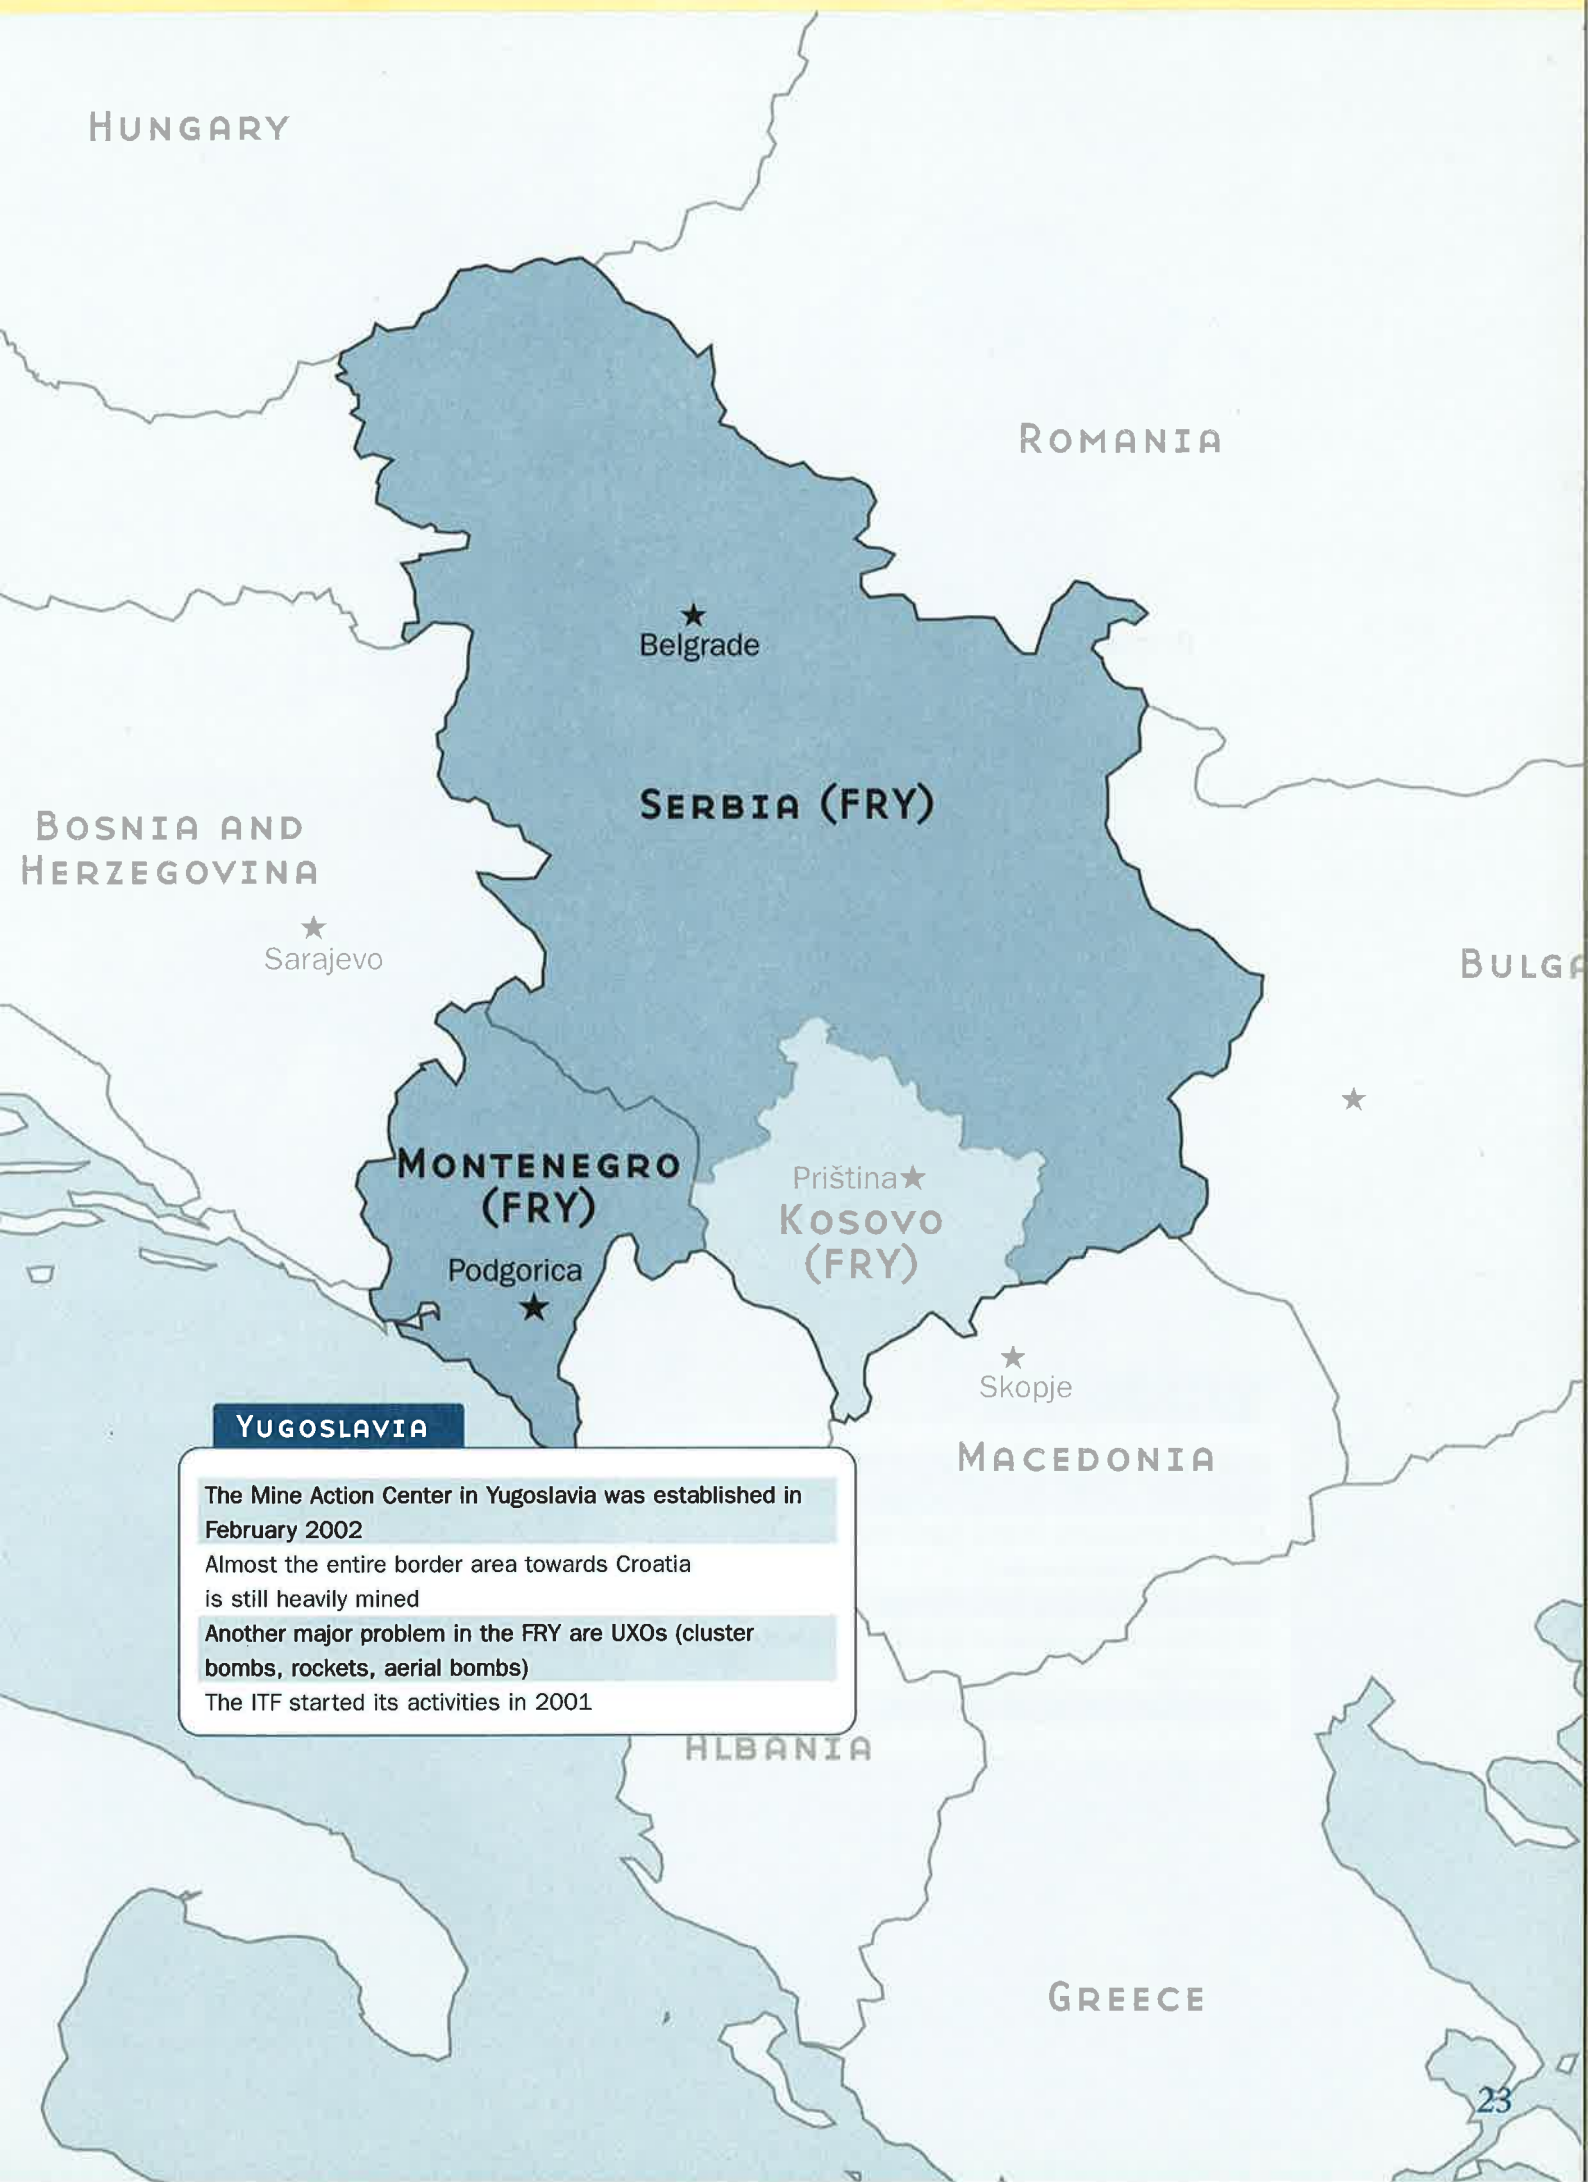 HUNGARY
ROMANIA
Belgrade
SERBIA (FRY)
BOSNIA AND
HERZEGOVINA
Sarajevo
BULGA
MONTENEGRO
(FRY)
Podgorica
Priština
KOSOVO
(FRY)
Skopje
MACEDONIA
YUGOSLAVIA
The Mine Action Center in Yugoslavia was established in
February 2002
Almost the entire border area towards Croatia
is still heavily mined
Another major problem in the FRY are UXOs (cluster
bombs, rockets, aerial bombs)
The ITF started its activities in 2001
ALBANIA
GREECE
23